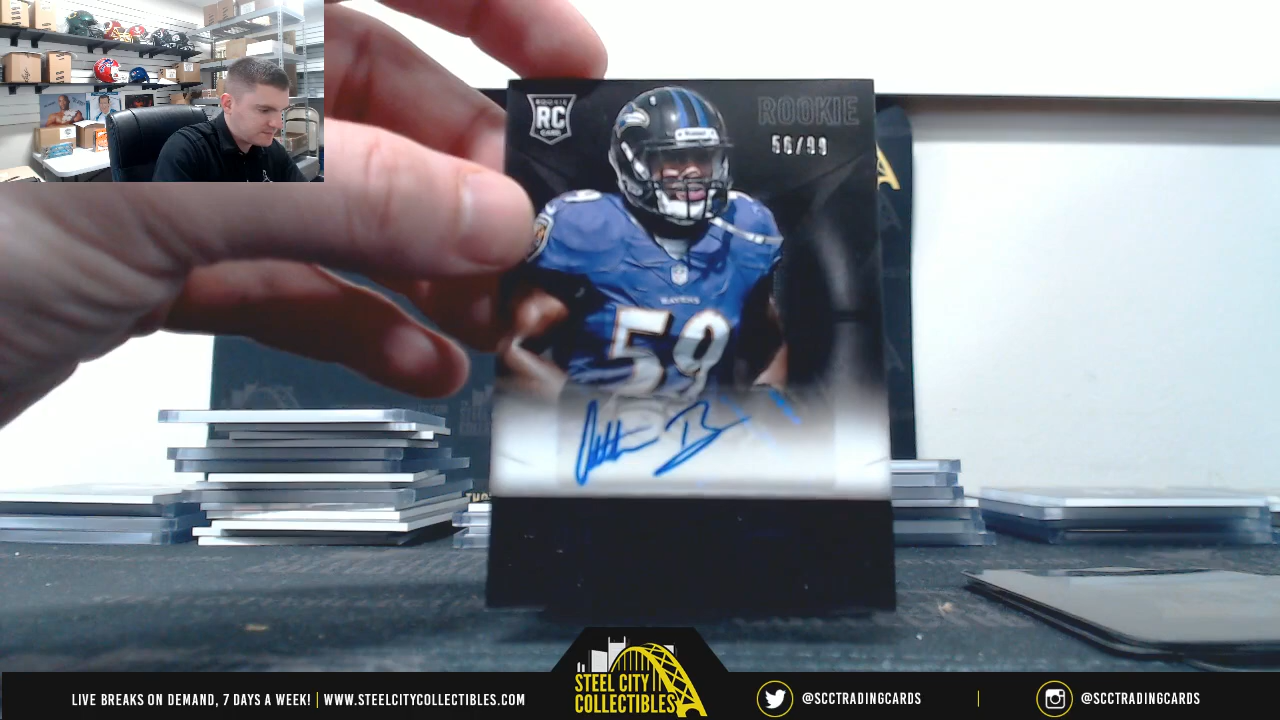 ROOKIE
RC
CARD
ROOKIE
56/99
RAVENS
59
59
LIVE BREAKS ON DEMAND, 7 DAYS A WEEK! | WWW.STEELCITYCOLLECTIBLES.COM
STEEL CITY
COLLECTIBLES
@SCCTRADINGCARDS | @SCCTRADINGCARDS